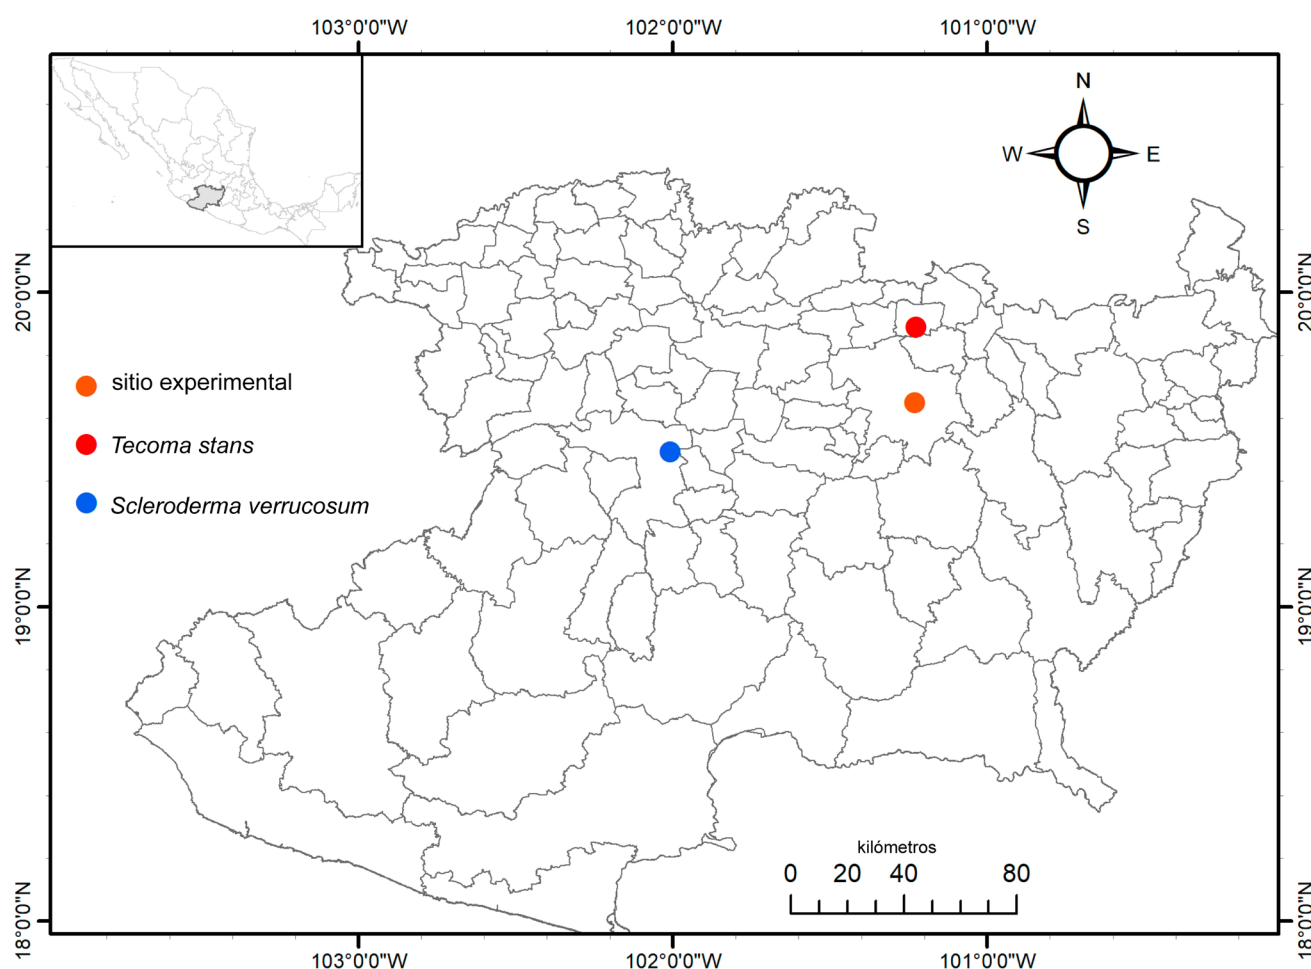 103°0'0"W 102°0'0"W 101°0'0"W
N
W E
S
20°0'0"N 20°0'0"N
sitio experimental
Tecoma stans
Scleroderma verrucosum
19°0'0"N 19°0'0"N
kilómetros
0 20 40 80
18°0'0"N 18°0'0"N
103°0'0"W 102°0'0"W 101°0'0"W